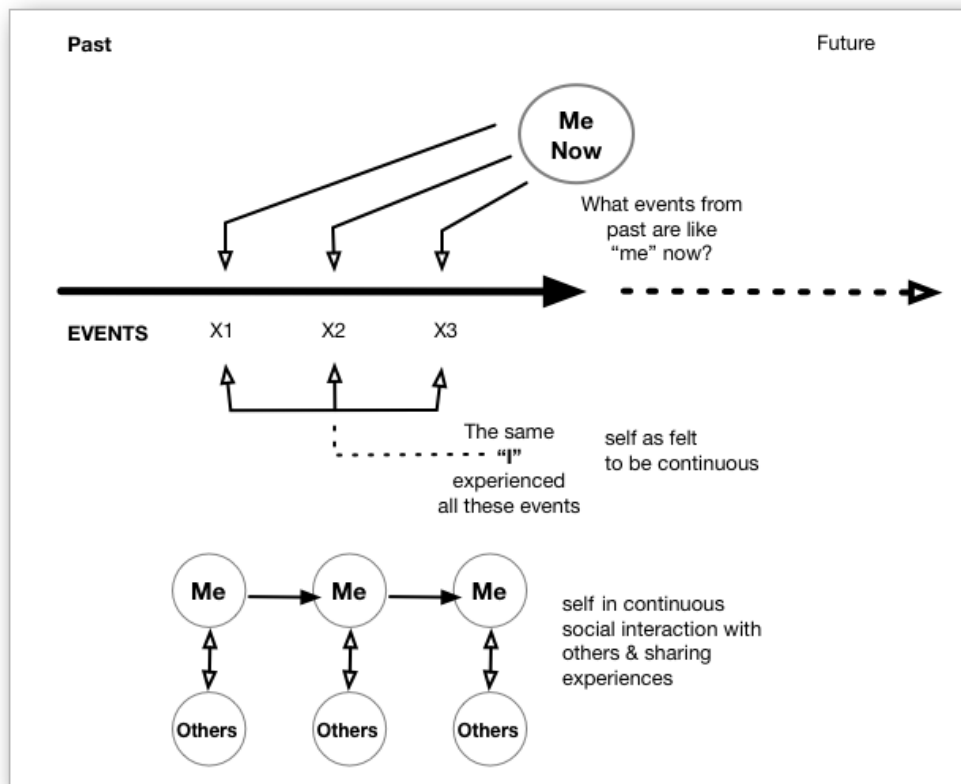 Past
Future
Me
Now
What events from
past are like
“me” now?
EVENTS
X1
X2
X3
The same
“I”
experienced
all these events
self as felt
to be continuous
Me
Me
Me
self in continuous
social interaction with
others & sharing
experiences
Others
Others
Others